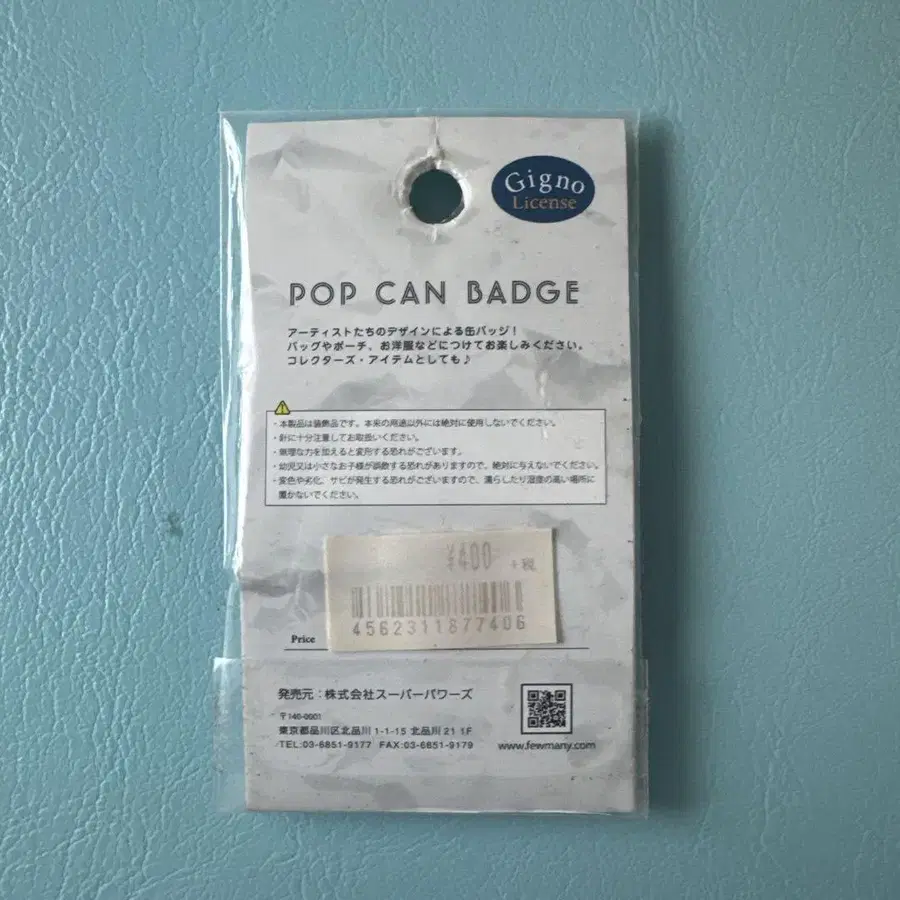 Gigno
License
POP CAN BADGE
アーティストたちのデザインによる缶バッジ！
バッグやポーチ、お洋服などにつけてお楽しみください。
コレクターズ・アイテムとしても♪
・本製品は装飾品です。本来の用途以外には絶対に使用しないでください。
・針に十分注意してお取扱いください。
・無理な力を加えると変形する恐れがございます。
・幼児又は小さなお子様が誤飲する恐れがありますので、絶対に与えないでください。
・変色や劣化、サビが発生する恐れがございますので、濡らしたり湿度の高い場所に
置かないでください。
¥400 +税
4562311877406
Price
発売元：株式会社スーパーパワーズ
〒140-0001
東京都品川区北品川 1-1-15 北品川 21 1F
TEL:03-6851-9177 FAX:03-6851-9179
www.fewmany.com